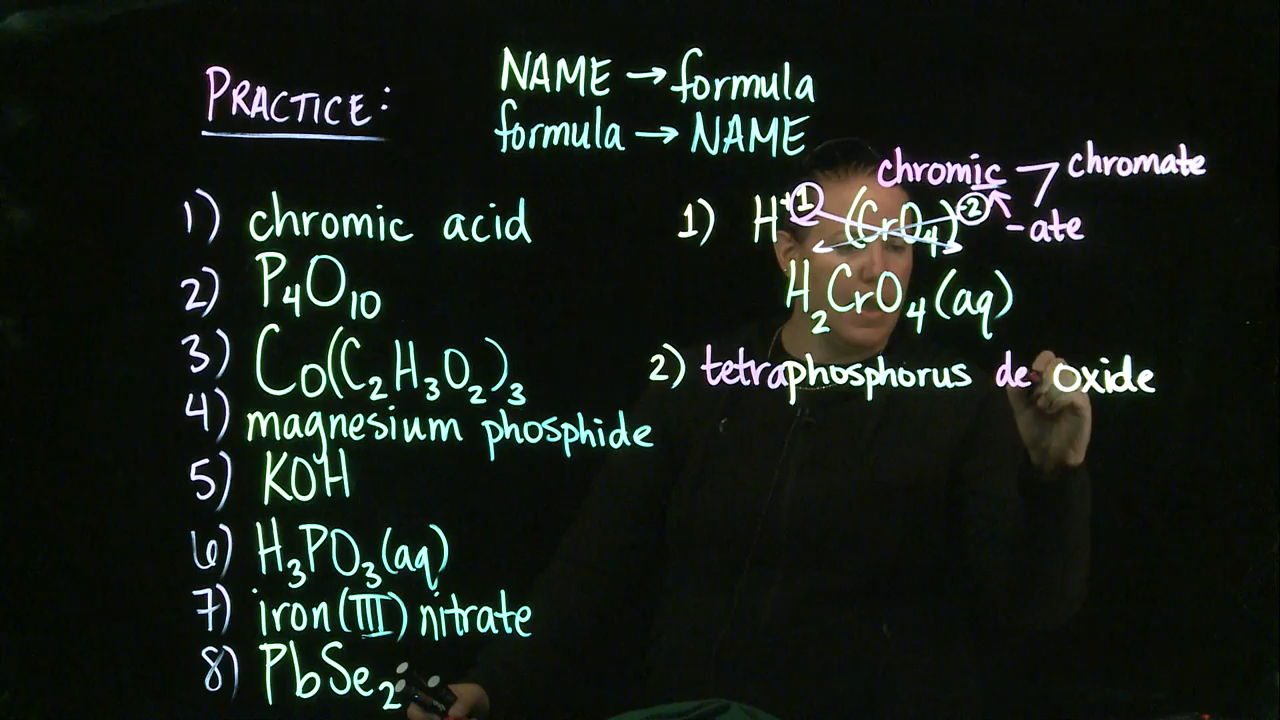 PRACTICE:
NAME → formula
formula → NAME
1) chromic acid
2) P₄O₁₀
3) Co(C₂H₃O₂)₃
4) magnesium phosphide
5) KOH
6) H₃PO₃(aq)
7) iron(III) nitrate
8) PbSe₂
chromic → chromate
-ate
1) H⁺¹ (CrO₄)⁻²
H₂CrO₄(aq)
2) tetraphosphorus de oxide